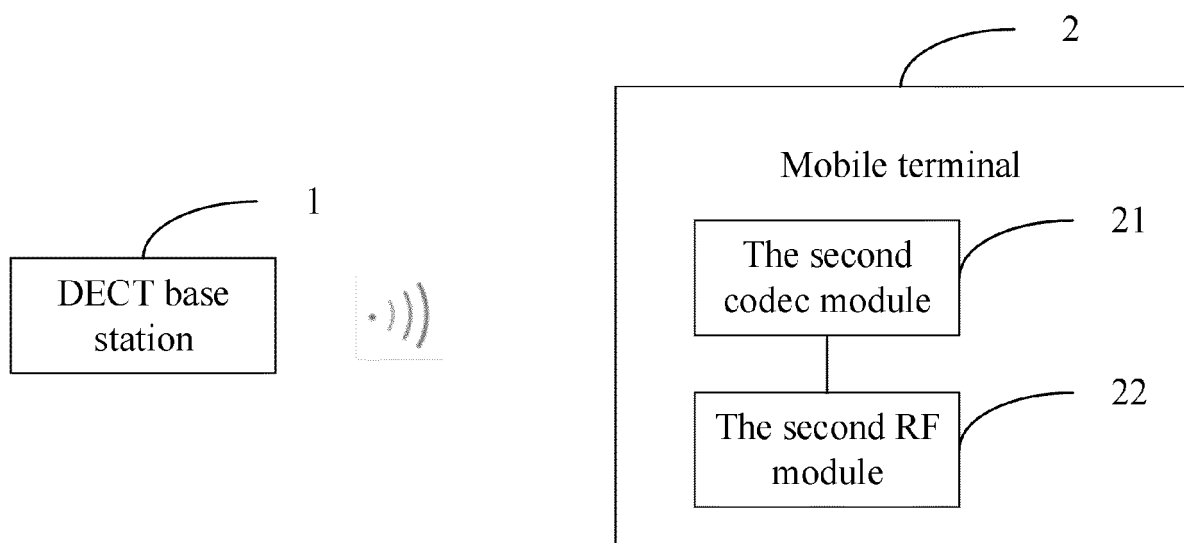 2
Mobile terminal
1
21
The second
codec module
DECT base
station
22
The second RF
module